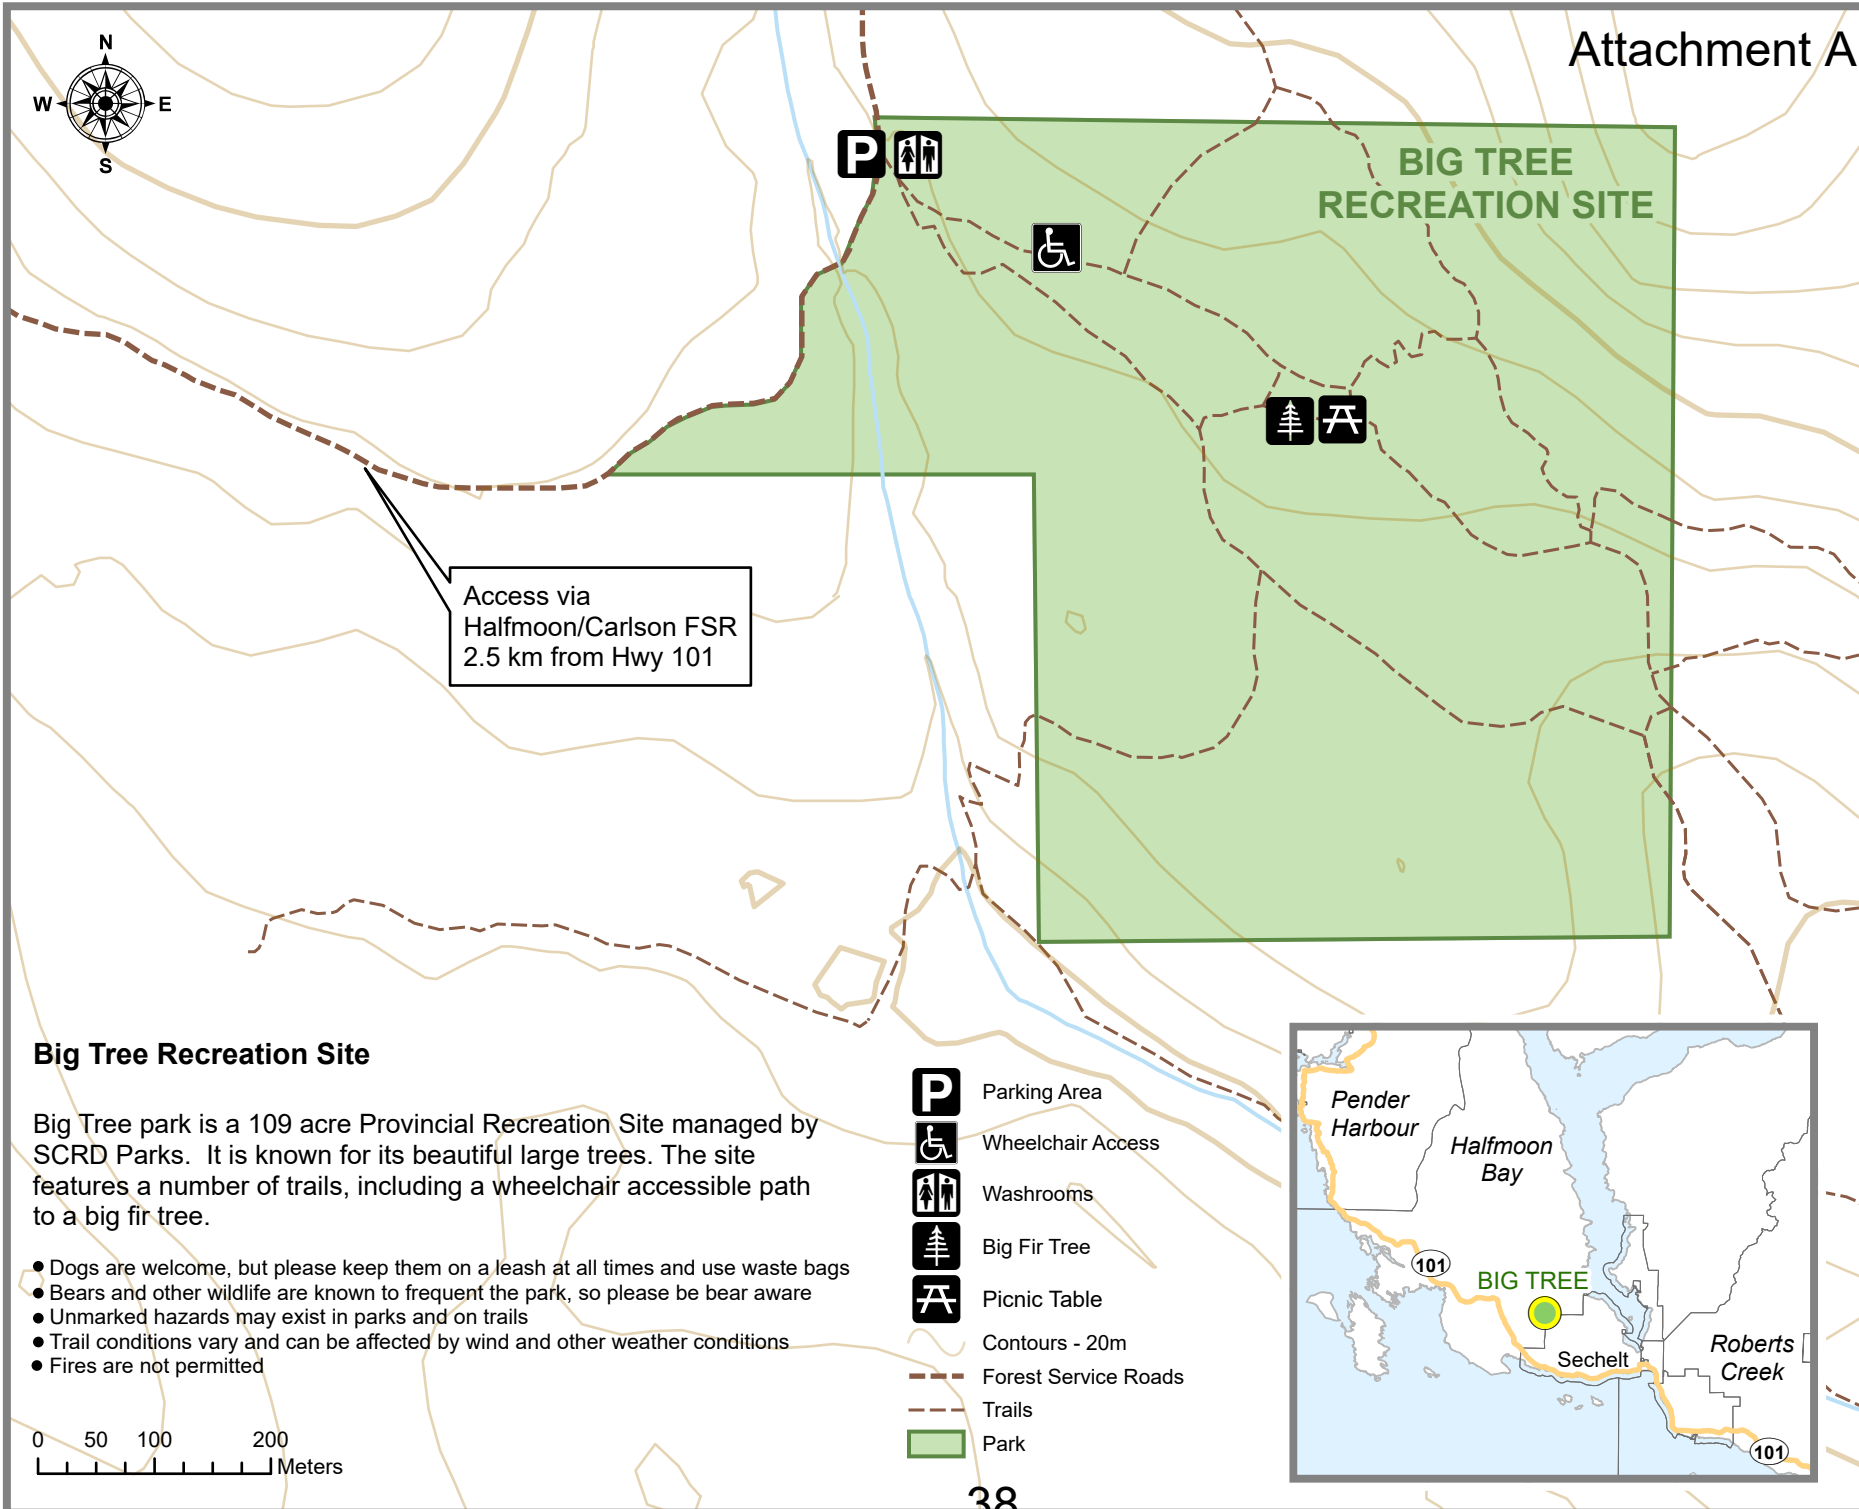 Attachment A
N
W E
S
P
BIG TREE
RECREATION SITE
Access via
Halfmoon/Carlson FSR
2.5 km from Hwy 101
Big Tree Recreation Site
Big Tree park is a 109 acre Provincial Recreation Site managed by
SCRD Parks.  It is known for its beautiful large trees. The site
features a number of trails, including a wheelchair accessible path
to a big fir tree.
● Dogs are welcome, but please keep them on a leash at all times and use waste bags
● Bears and other wildlife are known to frequent the park, so please be bear aware
● Unmarked hazards may exist in parks and on trails
● Trail conditions vary and can be affected by wind and other weather conditions
● Fires are not permitted
0 50 100 200
Meters
P Parking Area
Wheelchair Access
Washrooms
Big Fir Tree
Picnic Table
Contours - 20m
Forest Service Roads
Trails
Park
Pender
Harbour
Halfmoon
Bay
101
BIG TREE
Sechelt
Roberts
Creek
101
38